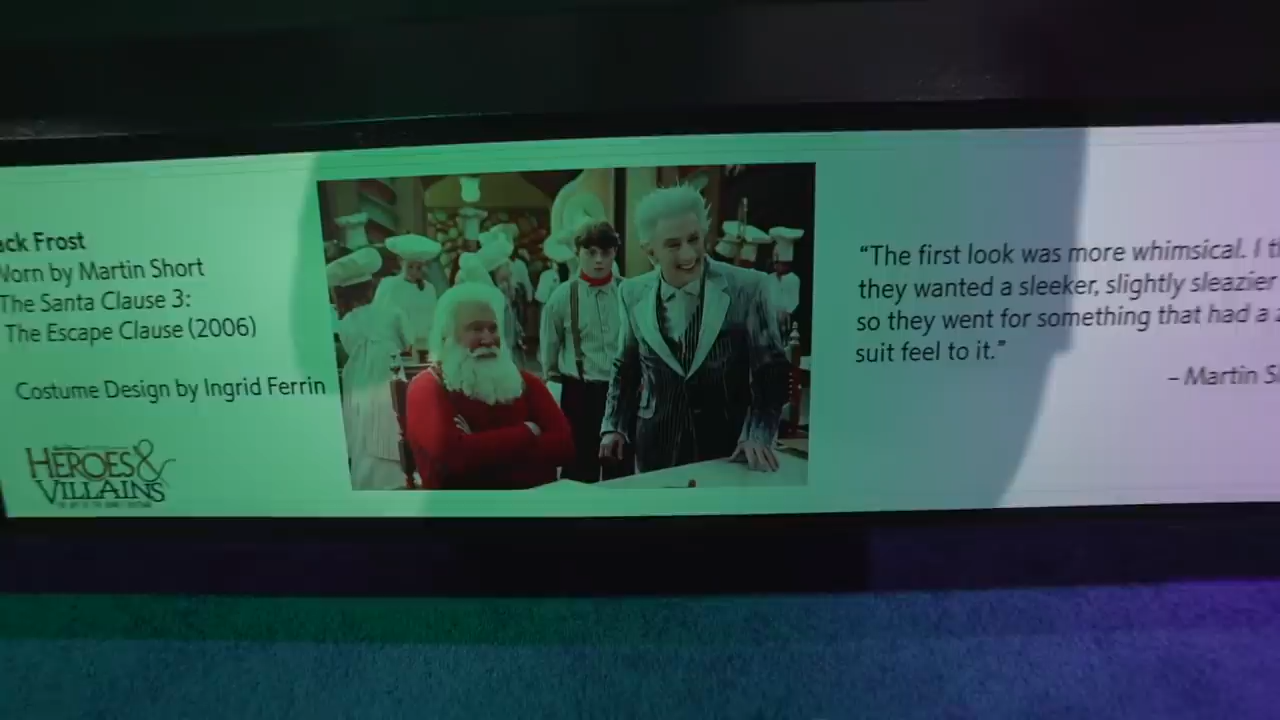 ack Frost
Worn by Martin Short
The Santa Clause 3:
The Escape Clause (2006)
Costume Design by Ingrid Ferrin
HEROES &
VILLAINS
“The first look was more whimsical. I
they wanted a sleeker, slightly sleazier
so they went for something that had a
suit feel to it.”
– Martin